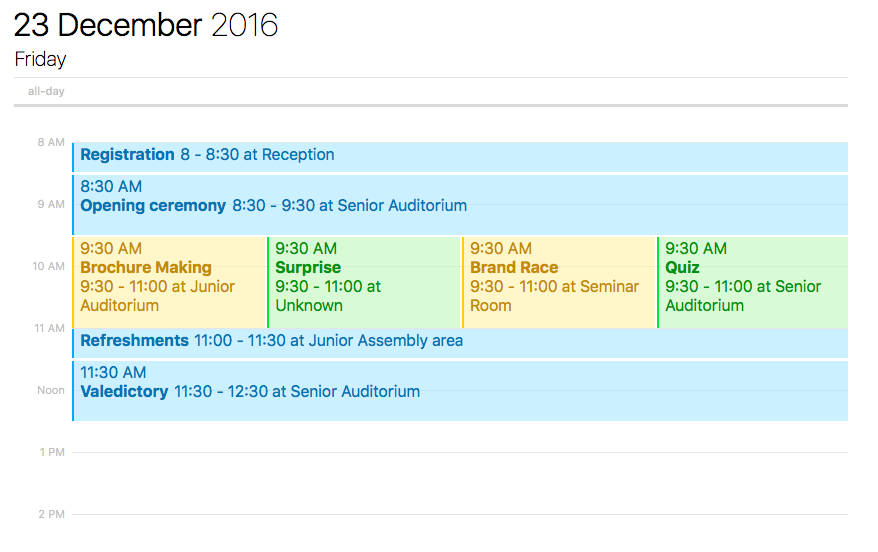 23 December 2016
Friday
all-day
8 AM
Registration 8 - 8:30 at Reception
8:30 AM
9 AM
Opening ceremony 8:30 - 9:30 at Senior Auditorium
9:30 AM
Brochure Making
9:30 - 11:00 at Junior
Auditorium
9:30 AM
Surprise
9:30 - 11:00 at
Unknown
9:30 AM
Brand Race
9:30 - 11:00 at Seminar
Room
9:30 AM
Quiz
9:30 - 11:00 at Senior
Auditorium
10 AM
11 AM
Refreshments 11:00 - 11:30 at Junior Assembly area
11:30 AM
Noon
Valedictory 11:30 - 12:30 at Senior Auditorium
1 PM
2 PM